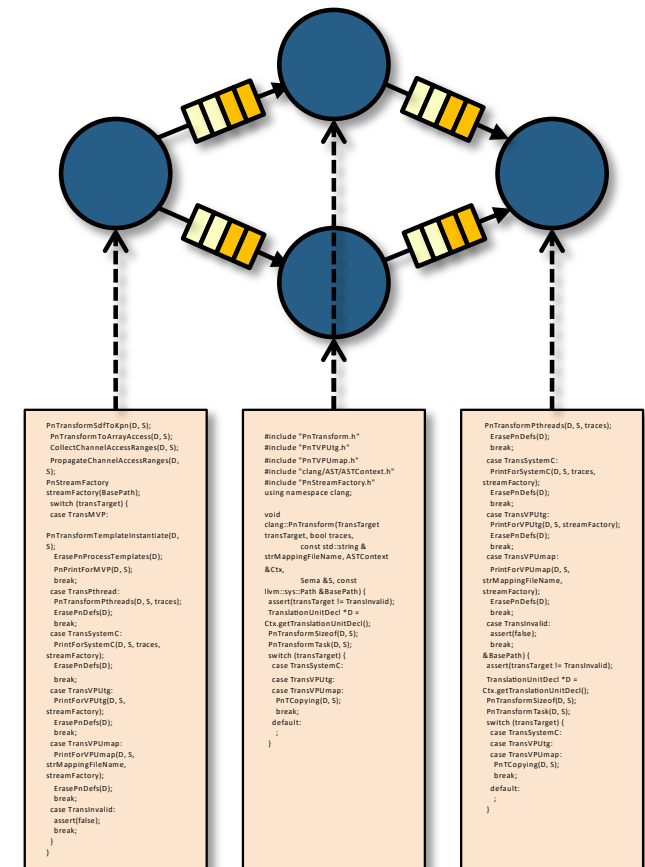 PnTransformSdfToKpn(D, S);
PnTransformToArrayAccess(D, S);
CollectChannelAccessRanges(D, S);
PropagateChannelAccessRanges(D,
S);
PnStreamFactory
streamFactory(BasePath);
switch (transTarget) {
case TransMVP:
PnTransformTemplateInstantiate(D,
S);
ErasePnProcessTemplates(D);
PnPrintForMVP(D, S);
break;
case TransPthread:
PnTransformPthreads(D, S, traces);
ErasePnDefs(D);
break;
case TransSystemC:
PrintForSystemC(D, S, traces,
streamFactory);
ErasePnDefs(D);
break;
case TransVPUtg:
PrintForVPUtg(D, S,
streamFactory);
ErasePnDefs(D);
break;
case TransVPUmap:
PrintForVPUmap(D, S,
strMappingFileName,
streamFactory);
ErasePnDefs(D);
break;
case TransInvalid:
assert(false);
break;
}
}
#include "PnTransform.h"
#include "PnTVPUtg.h"
#include "PnTVPUmap.h"
#include "clang/AST/ASTContext.h"
#include "PnStreamFactory.h"
using namespace clang;
void
clang::PnTransform(TransTarget
transTarget, bool traces,
const std::string &
strMappingFileName, ASTContext
&Ctx,
Sema &S, const
llvm::sys::Path &BasePath) {
assert(transTarget != TransInvalid);
TranslationUnitDecl *D =
Ctx.getTranslationUnitDecl();
PnTransformSizeof(D, S);
PnTransformTask(D, S);
switch (transTarget) {
case TransSystemC:
case TransVPUtg:
case TransVPUmap:
PnTCopying(D, S);
break;
default:
;
}
PnTransformPthreads(D, S, traces);
ErasePnDefs(D);
break;
case TransSystemC:
PrintForSystemC(D, S, traces,
streamFactory);
ErasePnDefs(D);
break;
case TransVPUtg:
PrintForVPUtg(D, S, streamFactory);
ErasePnDefs(D);
break;
case TransVPUmap:
PrintForVPUmap(D, S,
strMappingFileName,
streamFactory);
ErasePnDefs(D);
break;
case TransInvalid:
assert(false);
break;
&BasePath) {
assert(transTarget != TransInvalid);
TranslationUnitDecl *D =
Ctx.getTranslationUnitDecl();
PnTransformSizeof(D, S);
PnTransformTask(D, S);
switch (transTarget) {
case TransSystemC:
case TransVPUtg:
case TransVPUmap:
PnTCopying(D, S);
break;
default:
;
}